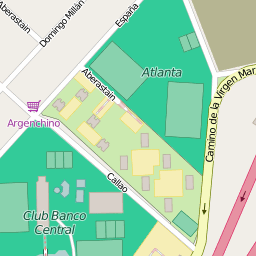 Aberastain
Domingo Millán
España
Aberastain
Atlanta
Argenchino
Camino de la Virgen Mar
Callao
Club Banco
Central